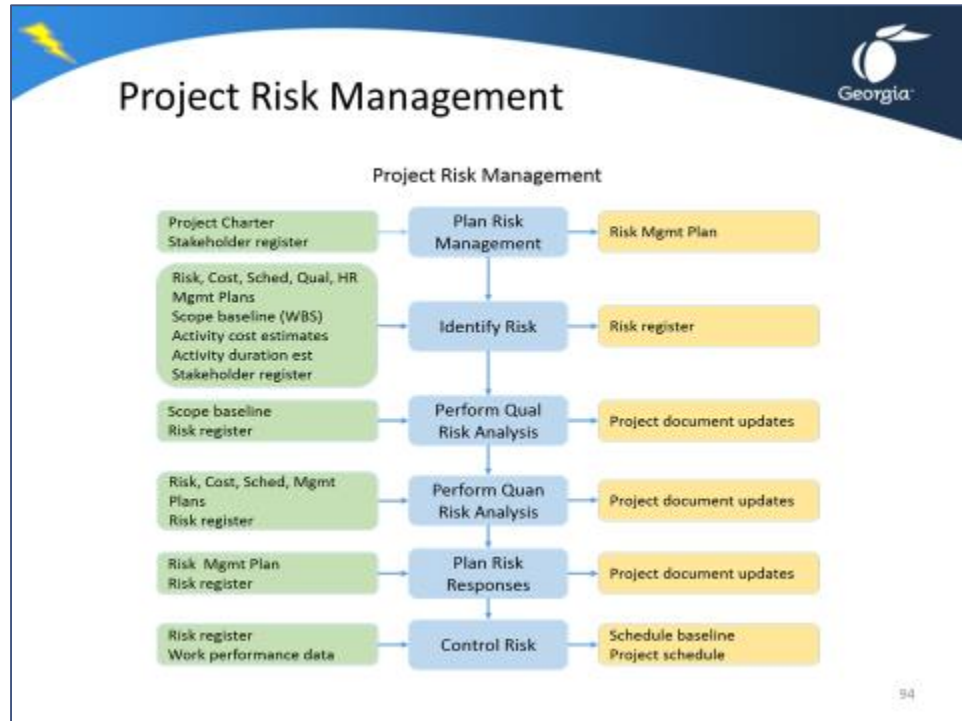 Georgia
Project Risk Management
Project Risk Management
Project Charter
Stakeholder register
Plan Risk
Management
Risk Mgmt Plan
Risk, Cost, Sched, Qual, HR
Mgmt Plans
Scope baseline (WBS)
Activity cost estimates
Activity duration est
Stakeholder register
Identify Risk
Risk register
Scope baseline
Risk register
Perform Qual
Risk Analysis
Project document updates
Risk, Cost, Sched, Mgmt
Plans
Risk register
Perform Quan
Risk Analysis
Project document updates
Risk Mgmt Plan
Risk register
Plan Risk
Responses
Project document updates
Risk register
Work performance data
Control Risk
Schedule baseline
Project schedule
94